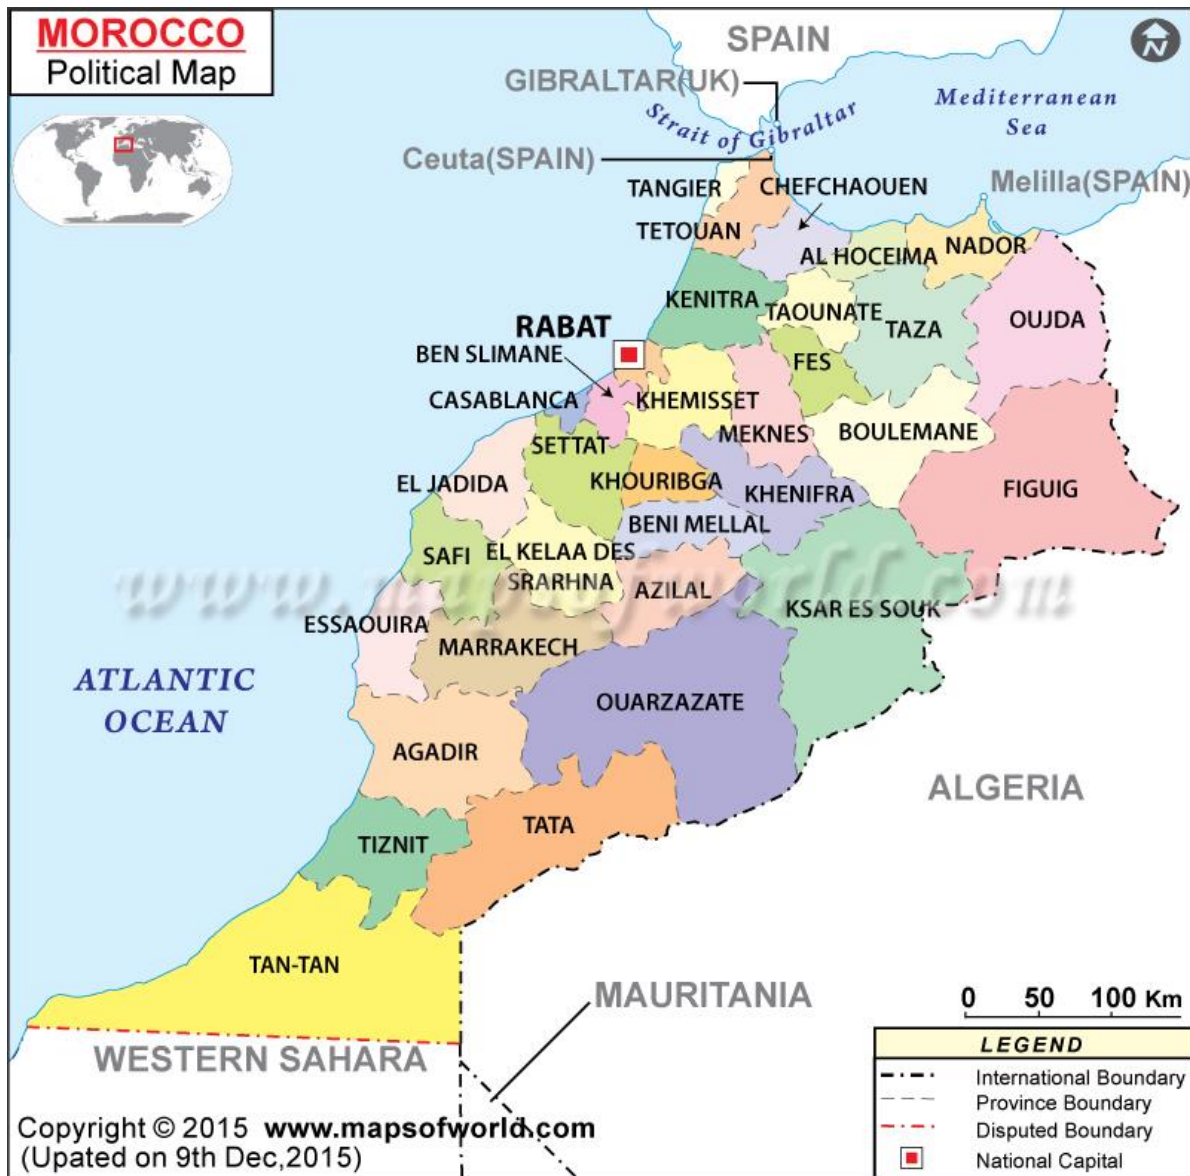 MOROCCO
Political Map
SPAIN
N
GIBRALTAR(UK)
Strait of Gibraltar
Mediterranean
Sea
Ceuta(SPAIN)
Melilla(SPAIN)
TANGIER
CHEFCHAOUEN
TETOUAN
AL HOCEIMA
NADOR
KENITRA
TAOUNATE
TAZA
OUJDA
RABAT
BEN SLIMANE
FES
CASABLANCA
KHEMISSET
MEKNES
BOULEMANE
SETTAT
EL JADIDA
KHOURIBGA
KHENIFRA
FIGUIG
BENI MELLAL
SAFI
EL KELAA DES
SRARHNA
AZILAL
www.mapsofworld.com
KSAR ES SOUK
ESSAOUIRA
MARRAKECH
ATLANTIC
OCEAN
OUARZAZATE
AGADIR
ALGERIA
TATA
TIZNIT
TAN-TAN
MAURITANIA
0 50 100 Km
WESTERN SAHARA
LEGEND
International Boundary
Province Boundary
Disputed Boundary
National Capital
Copyright © 2015 www.mapsofworld.com
(Upated on 9th Dec,2015)